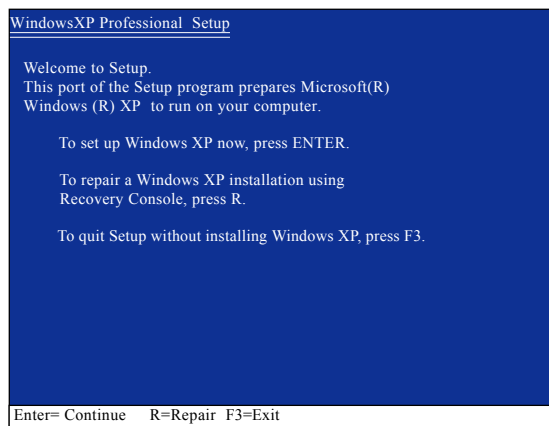 WindowsXP Professional Setup
Welcome to Setup.
This port of the Setup program prepares Microsoft(R)
Windows (R) XP to run on your computer.
To set up Windows XP now, press ENTER.
To repair a Windows XP installation using
Recovery Console, press R.
To quit Setup without installing Windows XP, press F3.
Enter= Continue R=Repair F3=Exit